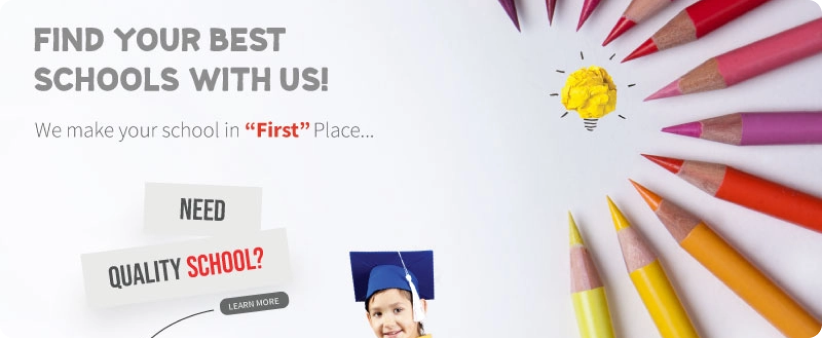 FIND YOUR BEST
SCHOOLS WITH US!
We make your school in “First” Place...
NEED
QUALITY SCHOOL?
LEARN MORE